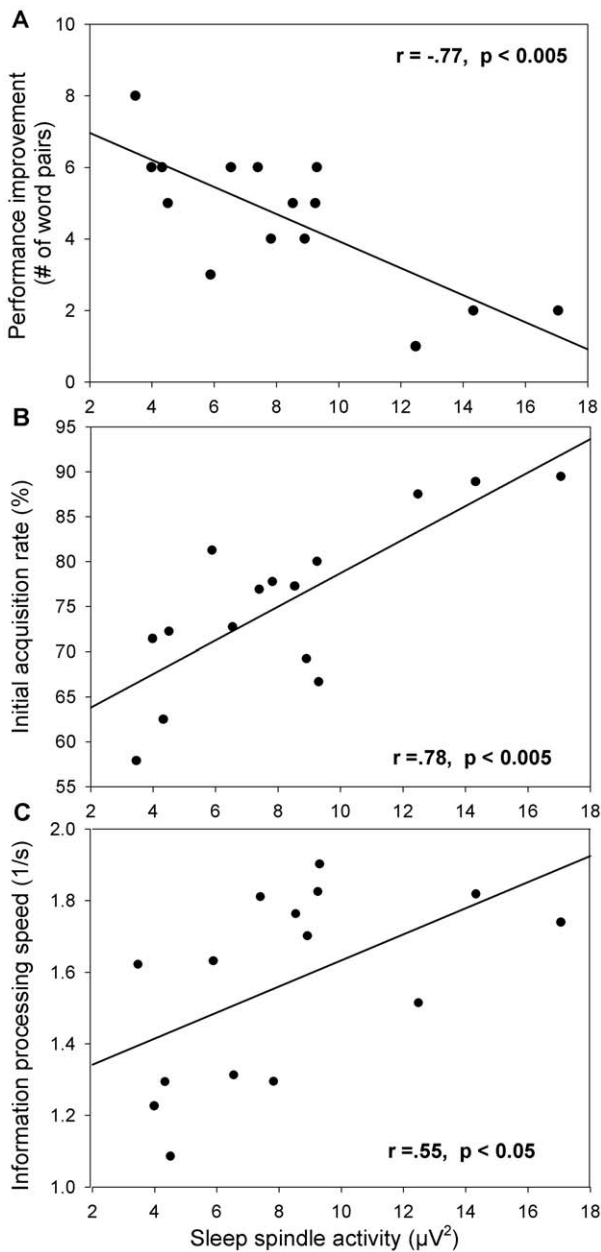 A
r = -.77, p < 0.005
Performance improvement
(# of word pairs)
10
8
6
4
2
0
2 4 6 8 10 12 14 16 18
B
Initial acquisition rate (%)
95
90
85
80
75
70
65
60
55
r =.78, p < 0.005
2 4 6 8 10 12 14 16 18
C
Information processing speed (1/s)
2.0
1.8
1.6
1.4
1.2
1.0
r =.55, p < 0.05
2 4 6 8 10 12 14 16 18
Sleep spindle activity (µV²)